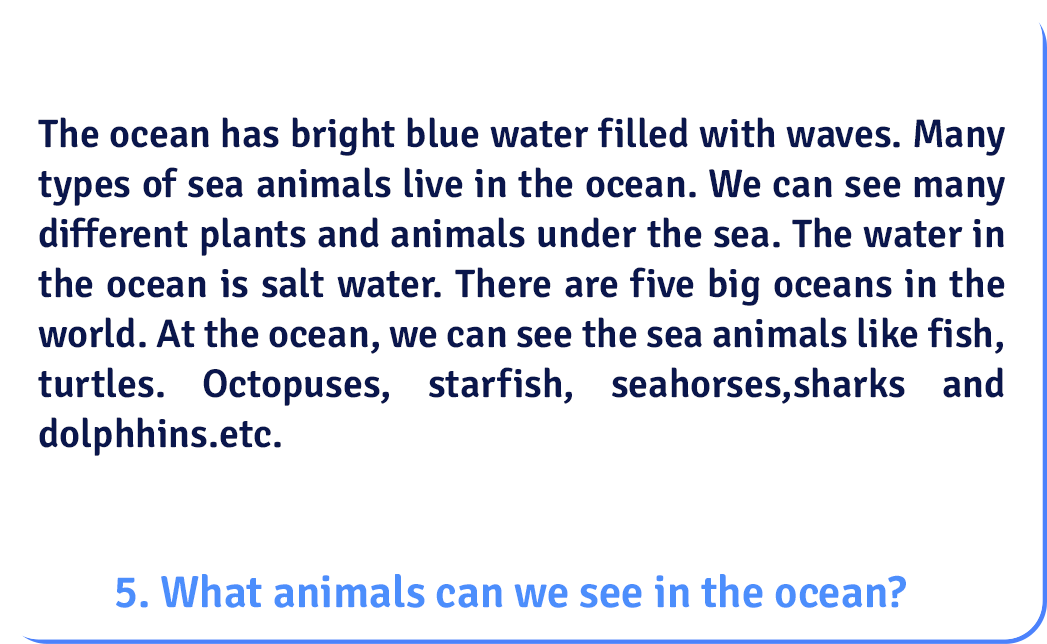 The ocean has bright blue water filled with waves. Many
types of sea animals live in the ocean. We can see many
different plants and animals under the sea. The water in
the ocean is salt water. There are five big oceans in the
world. At the ocean, we can see the sea animals like fish,
turtles. Octopuses, starfish, seahorses,sharks and
dolphhins.etc.
5. What animals can we see in the ocean?